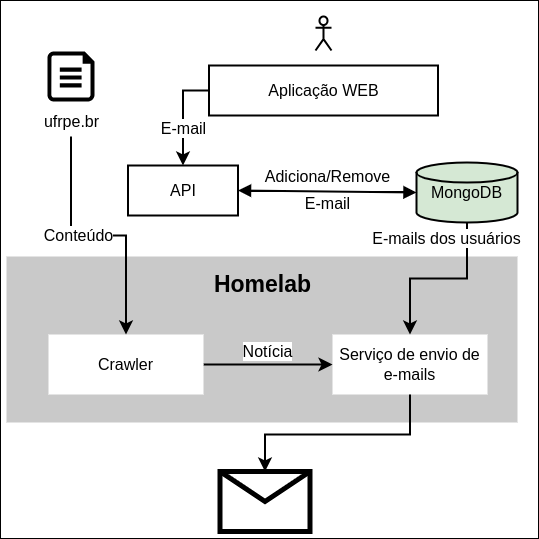 Aplicação WEB
ufrpe.br
E-mail
API
Adiciona/Remove
E-mail
MongoDB
Conteúdo
E-mails dos usuários
Homelab
Crawler
Notícia
Serviço de envio de
e-mails